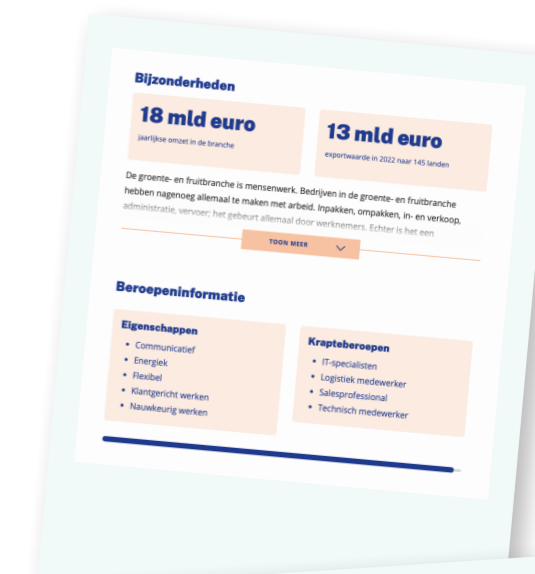 Bijzonderheden
18 mld euro
jaarlijkse omzet in de branche
13 mld euro
exportwaarde in 2022 naar 145 landen
De groente- en fruitbranche is mensenwerk. Bedrijven in de groente- en fruitbranche
hebben nagenoeg allemaal te maken met arbeid. Inpakken, ompakken, in- en verkoop,
administratie, vervoer; het gebeurt allemaal door werknemers. Echter is het een
TOON MEER
Beroepeninformatie
Eigenschappen
• Communicatief
• Energiek
• Flexibel
• Klantgericht werken
• Nauwkeurig werken
Krapteberoepen
• IT-specialisten
• Logistiek medewerker
• Salesprofessional
• Technisch medewerker